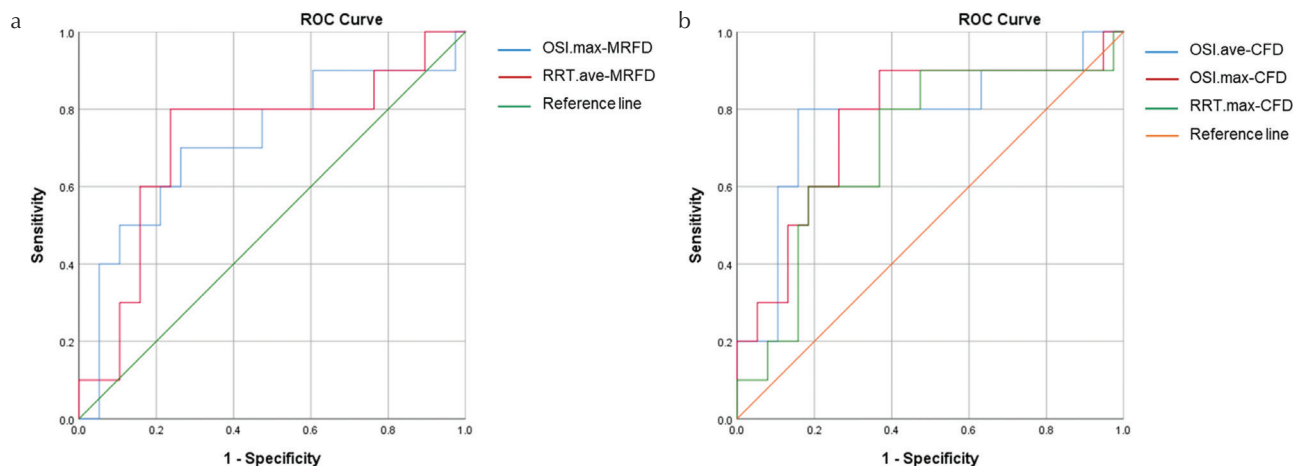 a
ROC Curve
1.0
0.8
0.6
0.4
0.2
0.0
Sensitivity
0.0 0.2 0.4 0.6 0.8 1.0
1 - Specificity
OSI.max-MRFD
RRT.ave-MRFD
Reference line
b
ROC Curve
1.0
0.8
0.6
0.4
0.2
0.0
Sensitivity
0.0 0.2 0.4 0.6 0.8 1.0
1 - Specificity
OSI.ave-CFD
OSI.max-CFD
RRT.max-CFD
Reference line